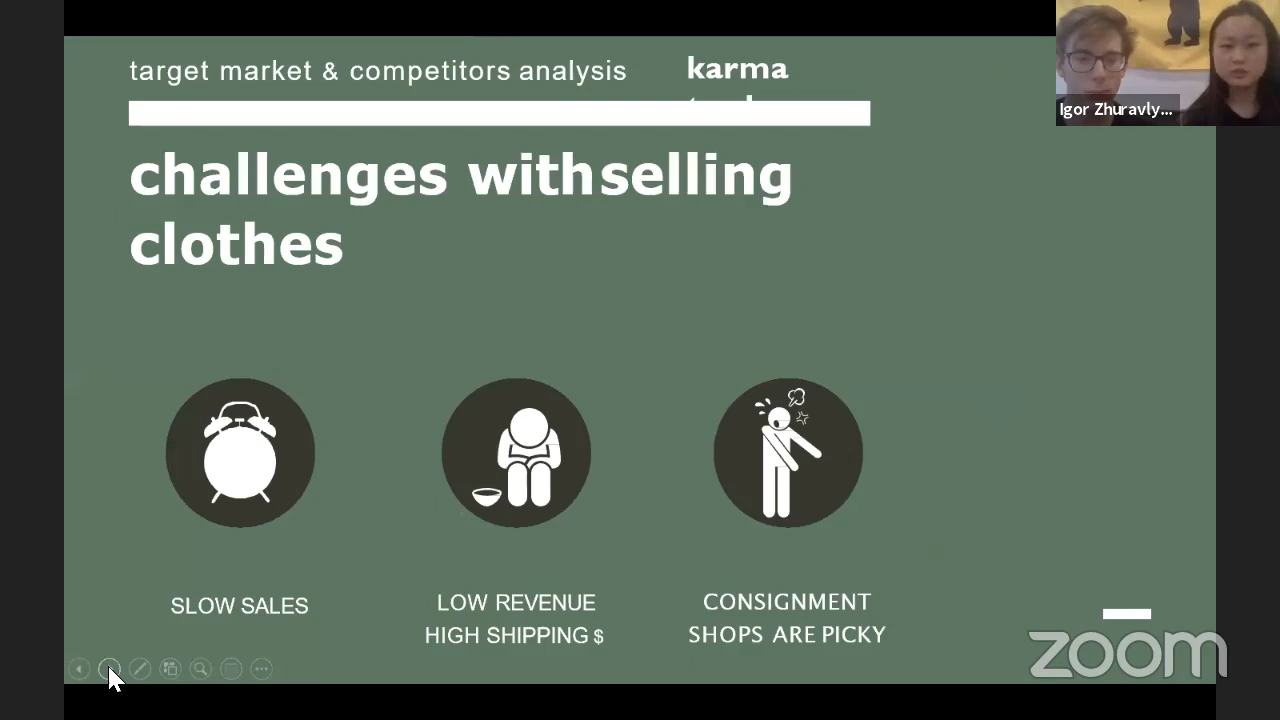 target market & competitors analysis
karma
Igor Zhuravly...
challenges withselling
clothes
SLOW SALES
LOW REVENUE
HIGH SHIPPING $
CONSIGNMENT
SHOPS ARE PICKY
zoom